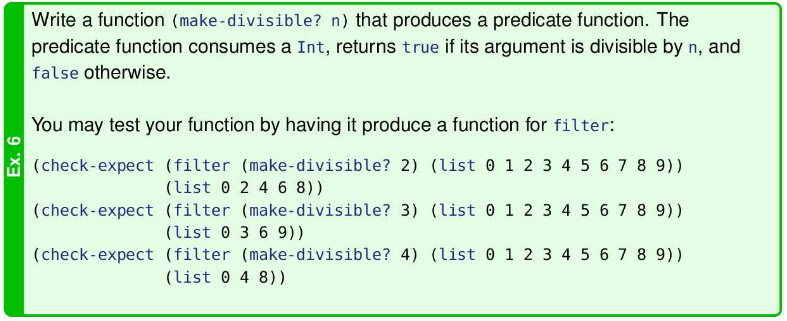 Ex. 6
Write a function (make-divisible? n) that produces a predicate function. The
predicate function consumes a Int, returns true if its argument is divisible by n, and
false otherwise.
You may test your function by having it produce a function for filter:
(check-expect (filter (make-divisible? 2) (list 0 1 2 3 4 5 6 7 8 9))
(list 0 2 4 6 8))
(check-expect (filter (make-divisible? 3) (list 0 1 2 3 4 5 6 7 8 9))
(list 0 3 6 9))
(check-expect (filter (make-divisible? 4) (list 0 1 2 3 4 5 6 7 8 9))
(list 0 4 8))